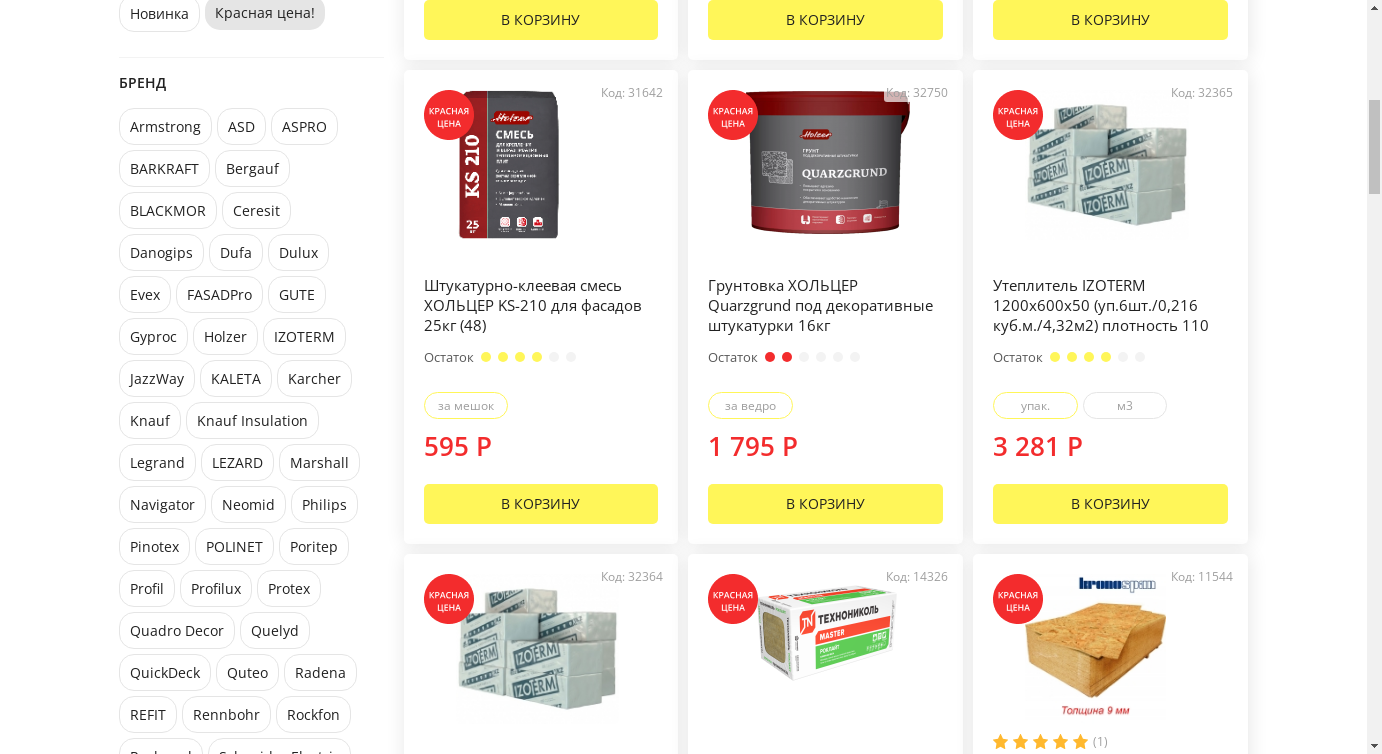 Новинка
Красная цена!
БРЕНД
Armstrong
ASD
ASPRO
BARKRAFT
Bergauf
BLACKMOR
Ceresit
Danogips
Dufa
Dulux
Evex
FASADPro
GUTE
Gyproc
Holzer
IZOTERM
JazzWay
KALETA
Karcher
Knauf
Knauf Insulation
Legrand
LEZARD
Marshall
Navigator
Neomid
Philips
Pinotex
POLINET
Poritep
Profil
Profilux
Protex
Quadro Decor
Quelyd
QuickDeck
Quteo
Radena
REFIT
Rennbohr
Rockfon
В КОРЗИНУ
В КОРЗИНУ
В КОРЗИНУ
КРАСНАЯ
ЦЕНА
Код: 31642
Holzer
СМЕСЬ
KS 210
25
Штукатурно-клеевая смесь
ХОЛЬЦЕР KS-210 для фасадов
25кг (48)
Остаток
за мешок
595 Р
В КОРЗИНУ
КРАСНАЯ
ЦЕНА
Код: 32750
Holzer
ГРУНТ
QUARZGRUND
Грунтовка ХОЛЬЦЕР
Quarzgrund под декоративные
штукатурки 16кг
Остаток
за ведро
1 795 Р
В КОРЗИНУ
КРАСНАЯ
ЦЕНА
Код: 32365
IZOTERM
Утеплитель IZOTERM
1200х600х50 (уп.6шт./0,216
куб.м./4,32м2) плотность 110
Остаток
упак.
м3
3 281 Р
В КОРЗИНУ
КРАСНАЯ
ЦЕНА
Код: 32364
IZOTERM
КРАСНАЯ
ЦЕНА
Код: 14326
ТЕХНОНИКОЛЬ
MASTER
РОКЛАЙТ
КРАСНАЯ
ЦЕНА
Код: 11544
kronospan
Толщина 9 мм
(1)